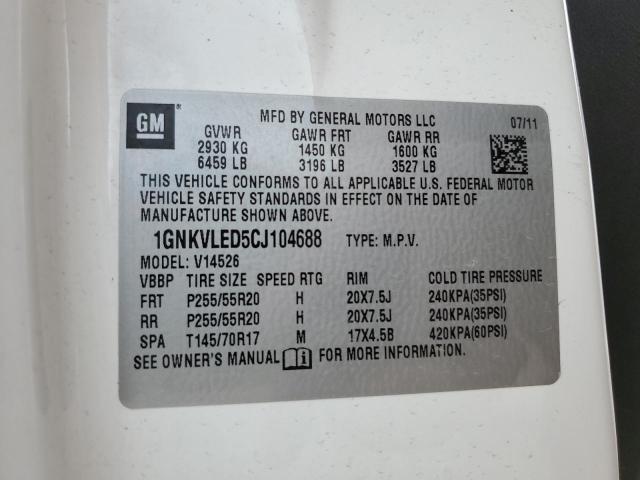 GM ®
MFD BY GENERAL MOTORS LLC 07/11
GVWR GAWR FRT GAWR RR
2930 KG 1450 KG 1600 KG
6459 LB 3196 LB 3527 LB
THIS VEHICLE CONFORMS TO ALL APPLICABLE U.S. FEDERAL MOTOR
VEHICLE SAFETY STANDARDS IN EFFECT ON THE DATE OF
MANUFACTURE SHOWN ABOVE.
1GNKVLED5CJ104688 TYPE: M.P.V.
MODEL: V14526
VBBP TIRE SIZE SPEED RTG RIM COLD TIRE PRESSURE
FRT P255/55R20 H 20X7.5J 240KPA(35PSI)
RR P255/55R20 H 20X7.5J 240KPA(35PSI)
SPA T145/70R17 M 17X4.5B 420KPA(60PSI)
SEE OWNER'S MANUAL FOR MORE INFORMATION.